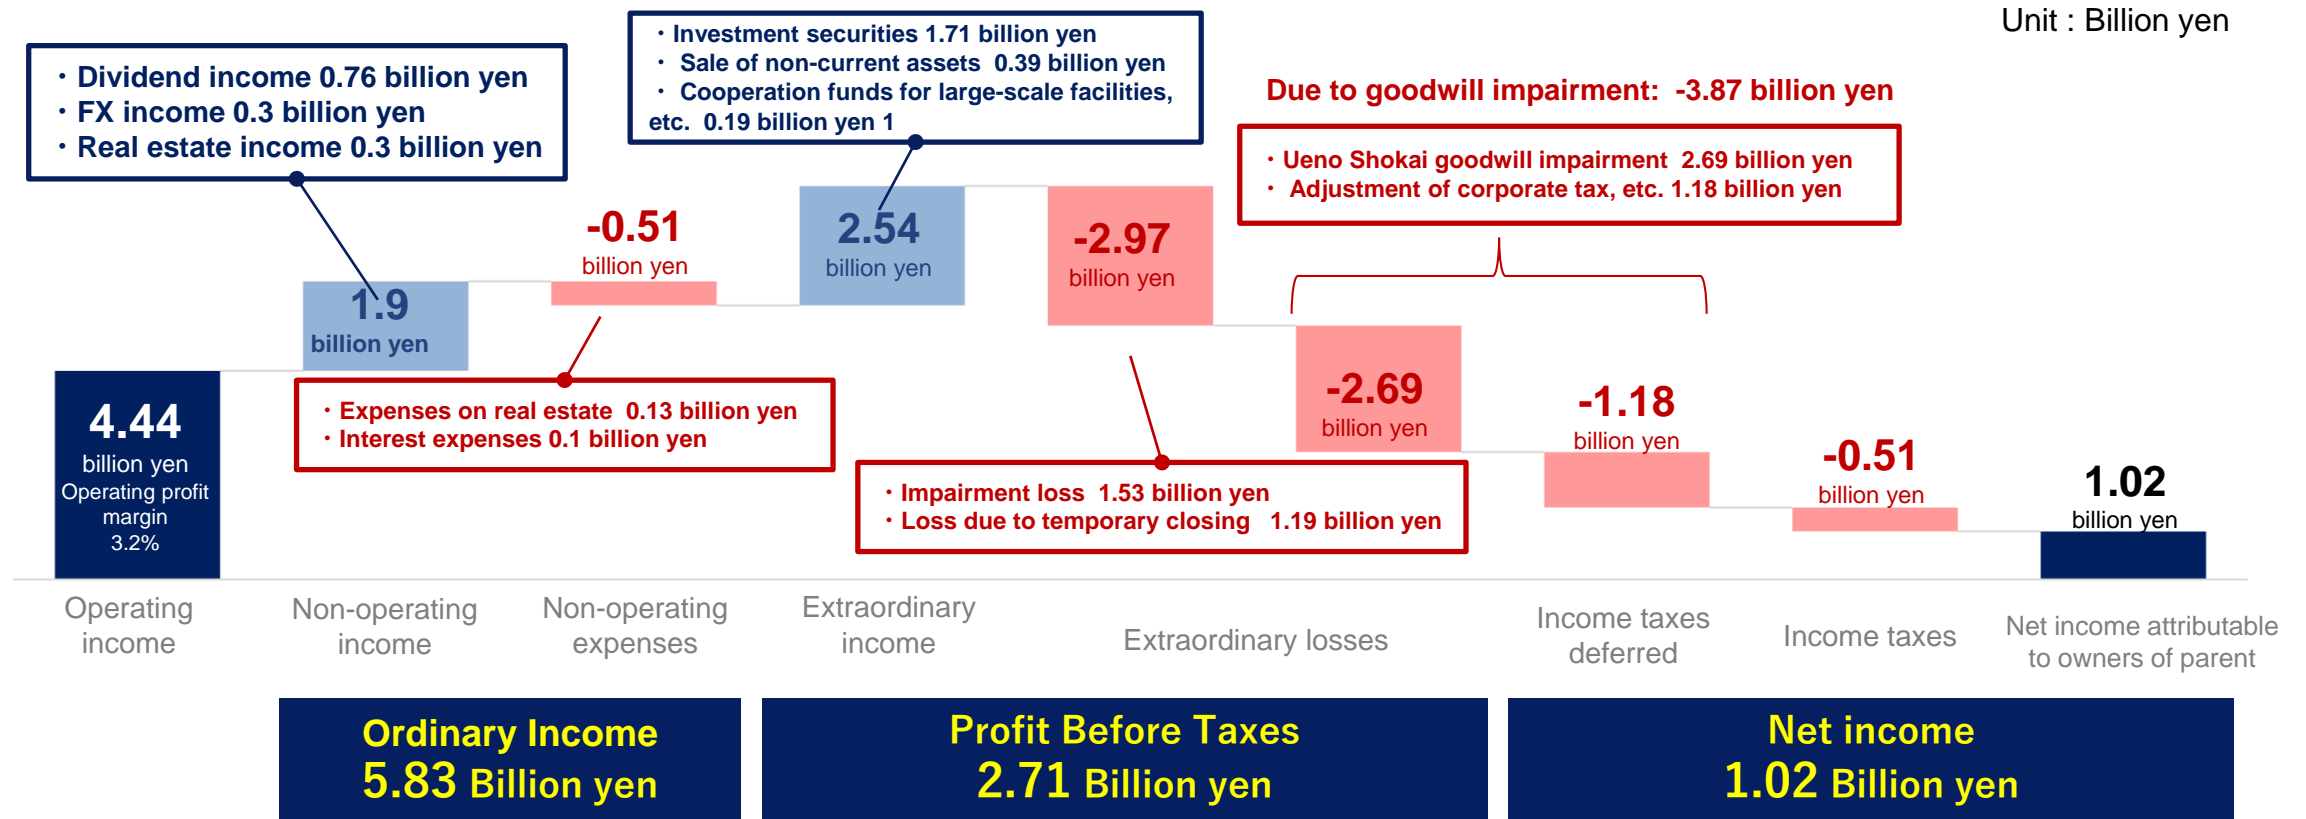 Unit : Billion yen
・Dividend income 0.76 billion yen
・FX income 0.3 billion yen
・Real estate income 0.3 billion yen
・Investment securities 1.71 billion yen
・ Sale of non-current assets 0.39 billion yen
・ Cooperation funds for large-scale facilities,
etc. 0.19 billion yen 1
Due to goodwill impairment: -3.87 billion yen
・Ueno Shokai goodwill impairment 2.69 billion yen
・ Adjustment of corporate tax, etc. 1.18 billion yen
4.44
billion yen
Operating profit
margin
3.2%
1.9
billion yen
-0.51
billion yen
2.54
billion yen
-2.97
billion yen
-2.69
billion yen
-1.18
billion yen
-0.51
billion yen
1.02
billion yen
・Expenses on real estate 0.13 billion yen
・Interest expenses 0.1 billion yen
・Impairment loss 1.53 billion yen
・Loss due to temporary closing 1.19 billion yen
Operating
income
Non-operating
income
Non-operating
expenses
Extraordinary
income
Extraordinary losses
Income taxes
deferred
Income taxes
Net income attributable
to owners of parent
Ordinary Income
5.83 Billion yen
Profit Before Taxes
2.71 Billion yen
Net income
1.02 Billion yen